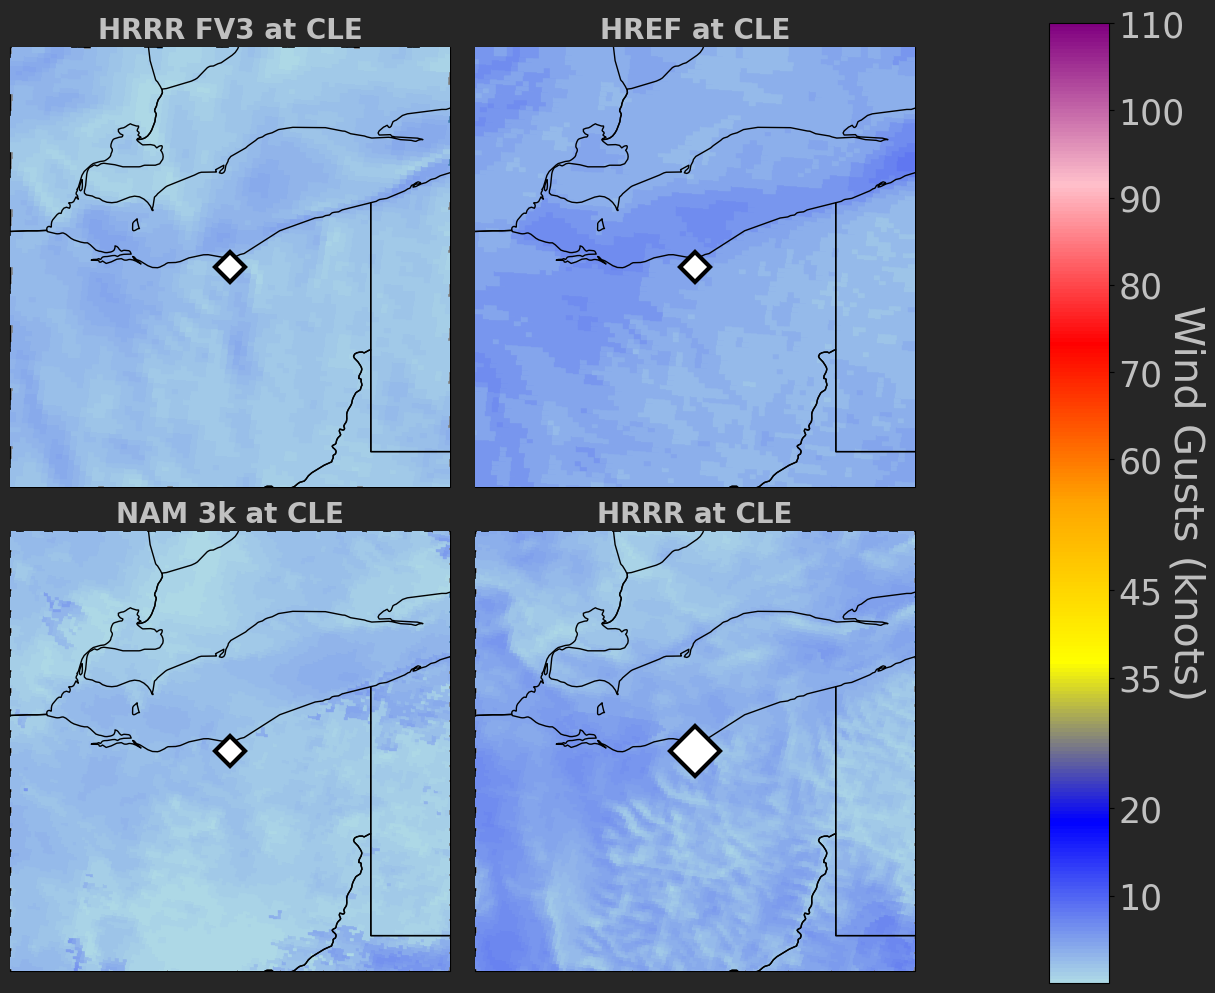 HRRR FV3 at CLE
HREF at CLE
NAM 3k at CLE
HRRR at CLE
110
100
90
80
70
60
45
35
20
10
Wind Gusts (knots)